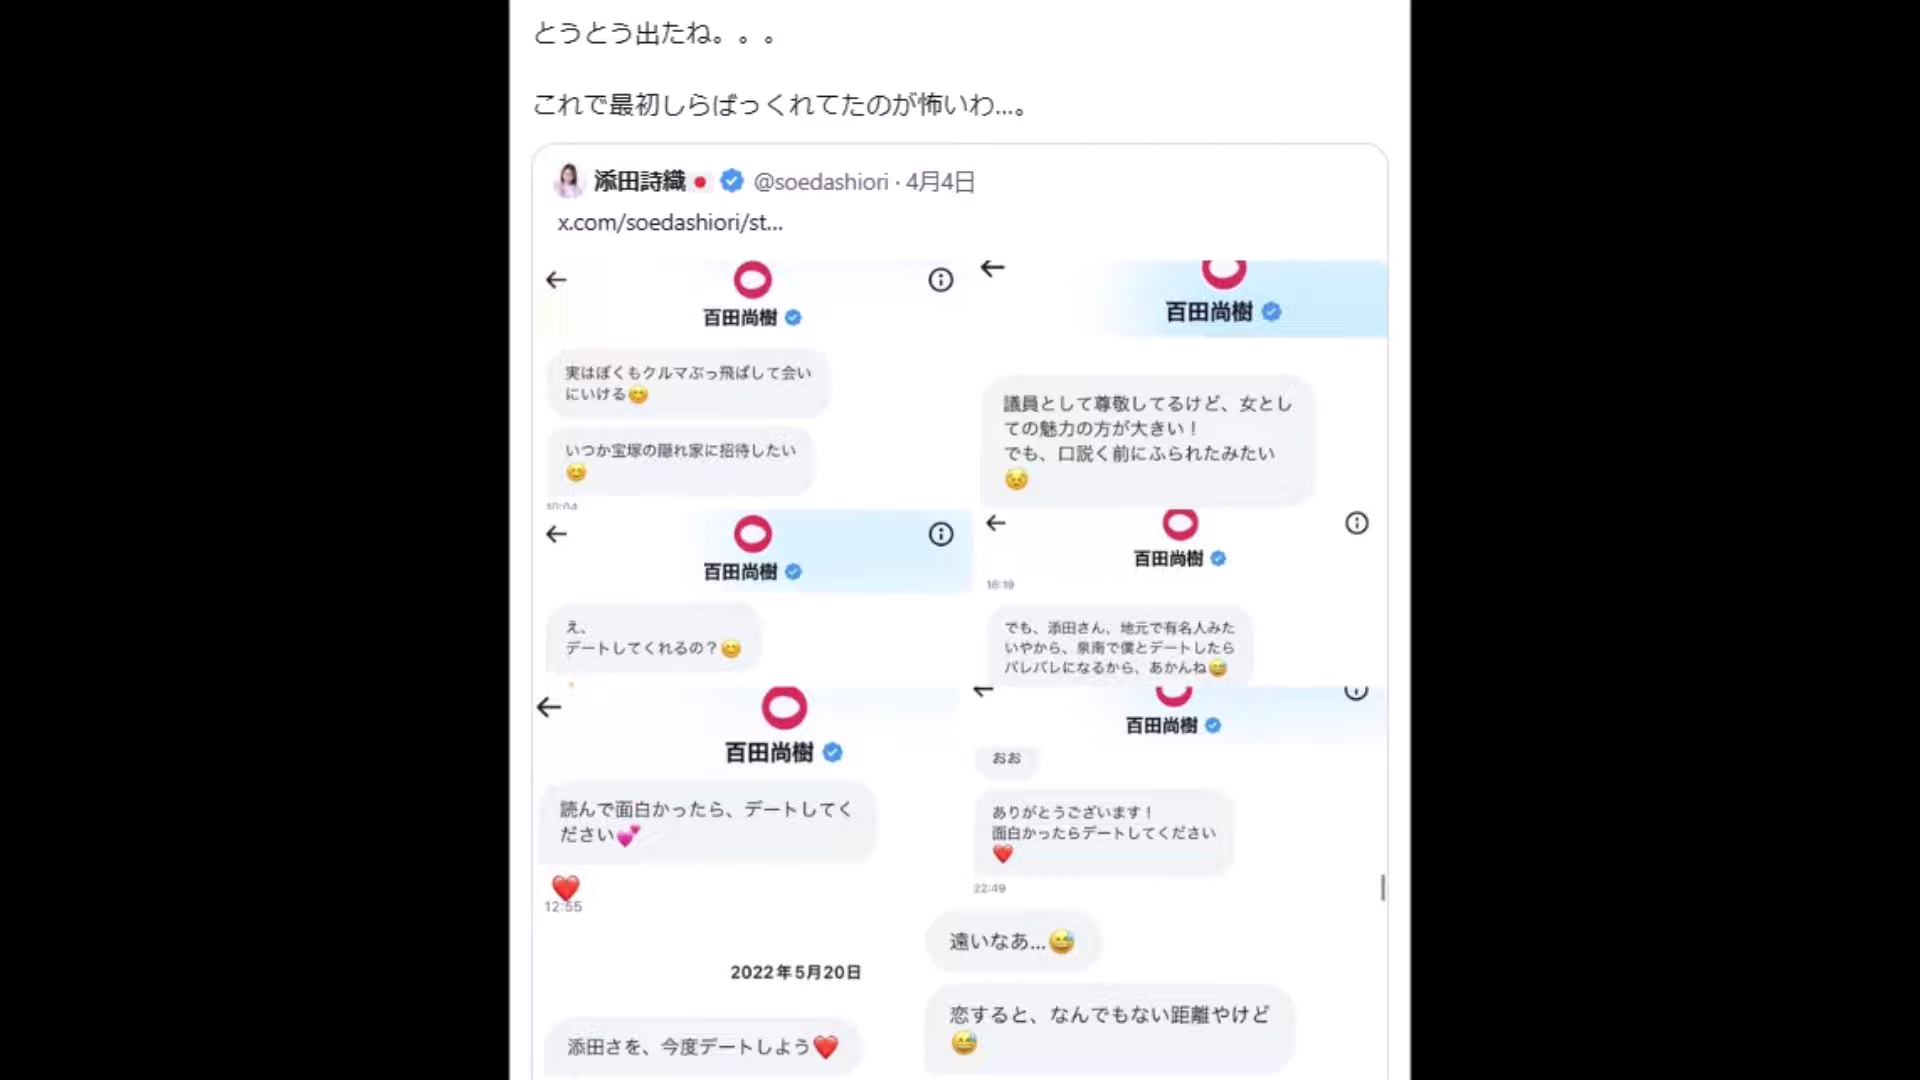 とうとう出たね。。。
これで最初しらばっくれてたのが怖いわ…。
添田詩織🇯🇵 @soedashiori · 4月4日
x.com/soedashiori/st...
百田尚樹
実はぼくもクルマぶっ飛ばして会い
にいける😊
いつか宝塚の隠れ家に招待したい
😊
百田尚樹
議員として尊敬してるけど、女とし
ての魅力の方が大きい！
でも、口説く前にふられたみたい
😣
百田尚樹
え、
デートしてくれるの？😊
百田尚樹
18:19
でも、添田さん、地元で有名人みた
いやから、泉南で僕とデートしたら
バレバレになるから、あかんね😅
百田尚樹
読んで面白かったら、デートしてく
ださい💕
❤️
12:55
2022年5月20日
添田さを、今度デートしよう❤️
百田尚樹
おお
ありがとうございます！
面白かったらデートしてください
❤️
22:49
遠いなあ…😅
恋すると、なんでもない距離やけど
😅